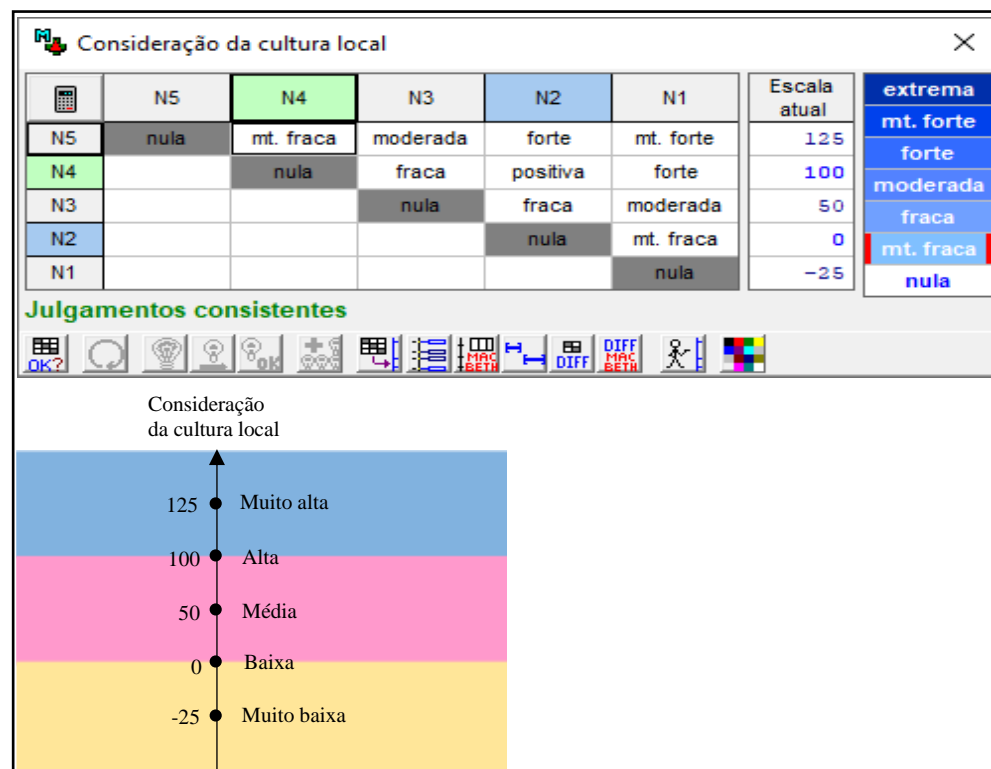 Consideração da cultura local
N5 N4 N3 N2 N1 Escala atual
N5 nula mt. fraca moderada forte mt. forte 125
N4 nula fraca positiva forte 100
N3 nula fraca moderada 50
N2 nula mt. fraca 0
N1 nula -25
extrema
mt. forte
forte
moderada
fraca
mt. fraca
nula
Julgamentos consistentes
OK?
OK
MAC
BETH
DIFF
DIFF
MAC
BETH
Consideração
da cultura local
125 Muito alta
100 Alta
50 Média
0 Baixa
-25 Muito baixa